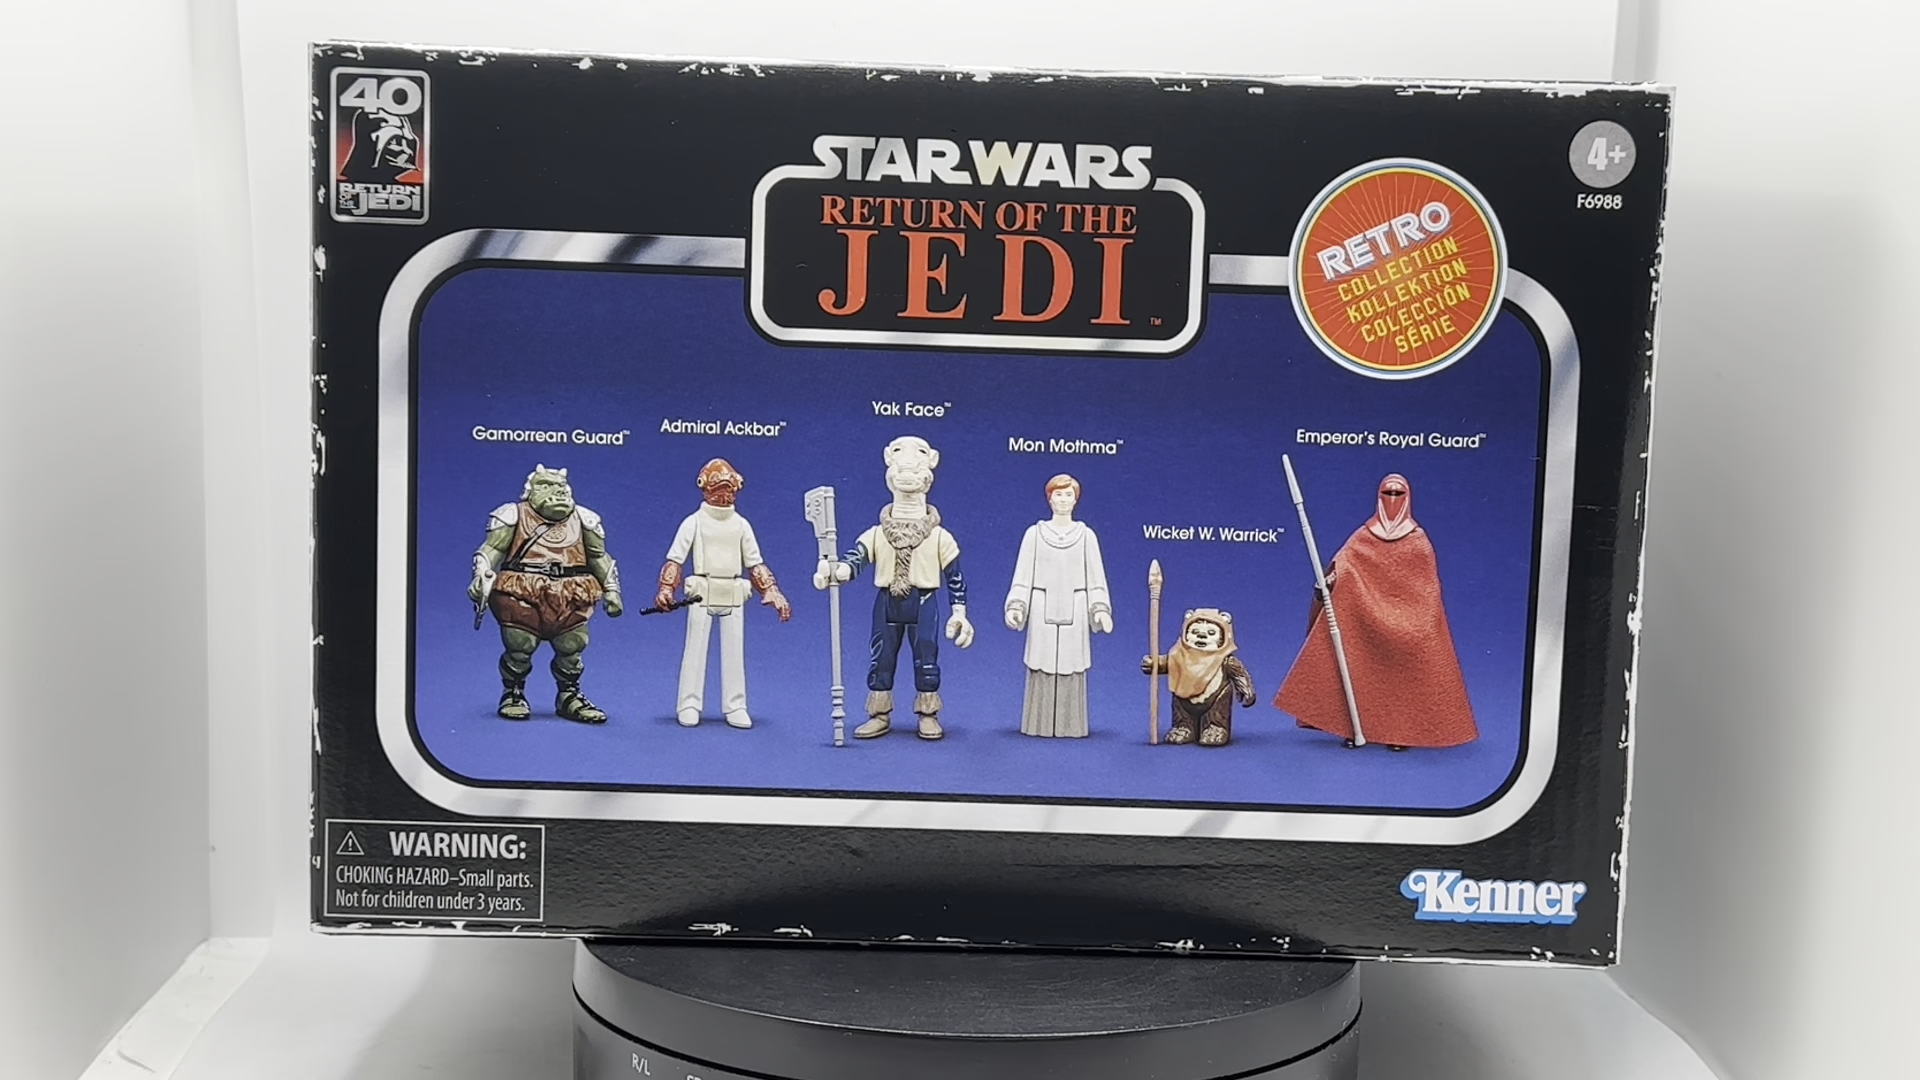 40
RETURN
OF THE
JEDI
STAR WARS
RETURN OF THE
JEDI™
RETRO
COLLECTION
KOLLEKTION
COLECCIÓN
SÉRIE
4+
F6988
Gamorrean Guard™
Admiral Ackbar™
Yak Face™
Mon Mothma™
Wicket W. Warrick™
Emperor's Royal Guard™
WARNING:
CHOKING HAZARD–Small parts.
Not for children under 3 years.
Kenner
R/L